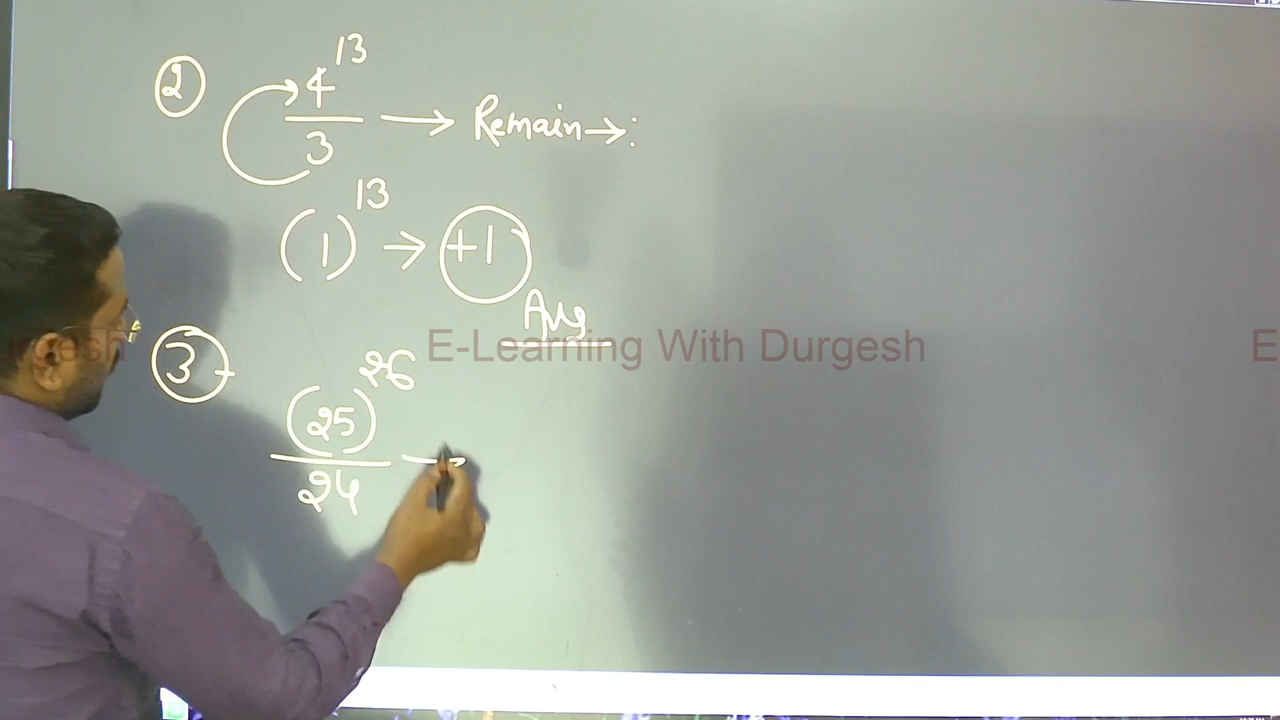 ② 4^13 / 3 → Remain → :
(1)^13 → +1
Ans
③ (25)^26 / 24 —
E-Learning With Durgesh